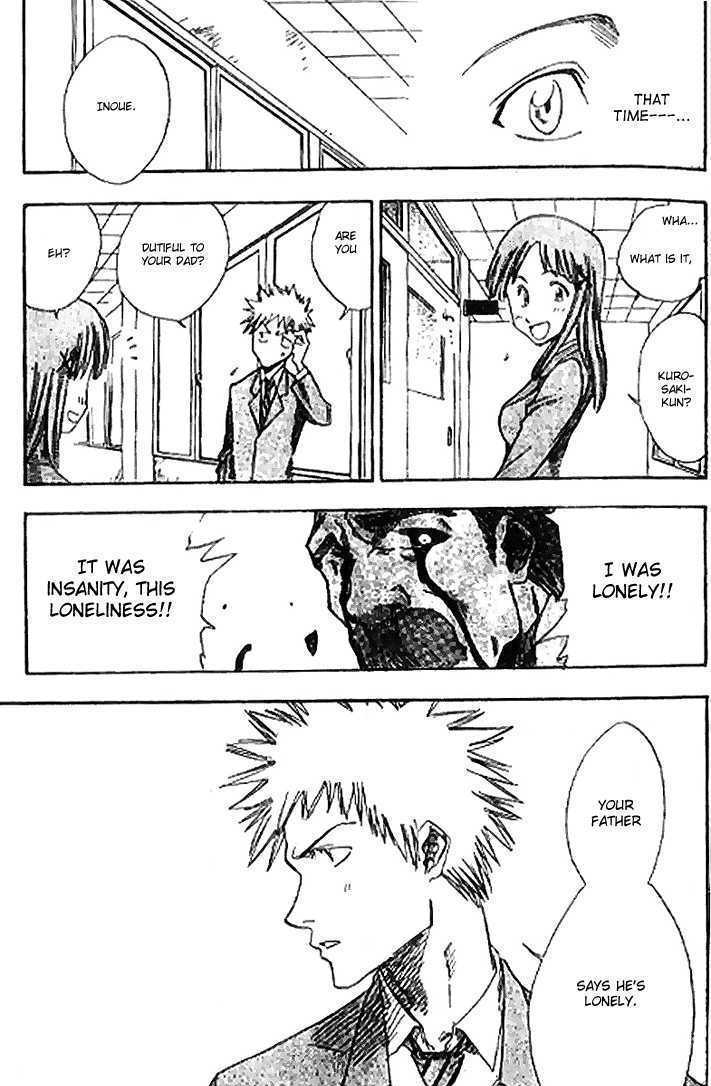 THAT
TIME---...
INOUE.
WHA...
WHAT IS IT,
KURO-
SAKI-
KUN?
ARE
YOU
DUTIFUL TO
YOUR DAD?
EH?
I WAS
LONELY!!
IT WAS
INSANITY, THIS
LONELINESS!!
YOUR
FATHER
SAYS HE'S
LONELY.